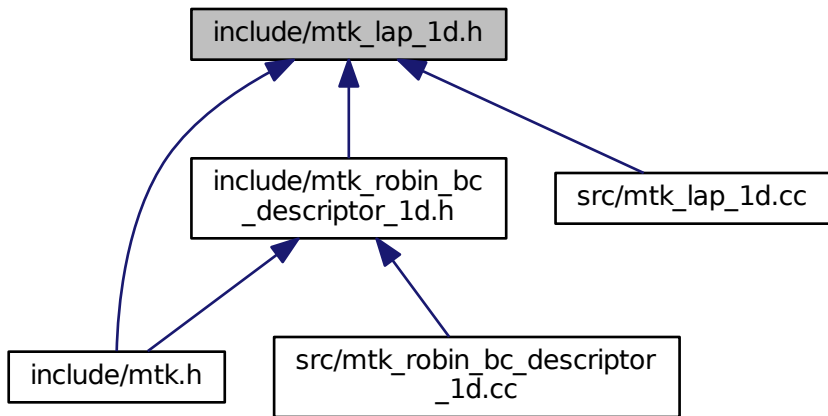 include/mtk_lap_1d.h
include/mtk_robin_bc
_descriptor_1d.h
src/mtk_lap_1d.cc
include/mtk.h
src/mtk_robin_bc_descriptor
_1d.cc